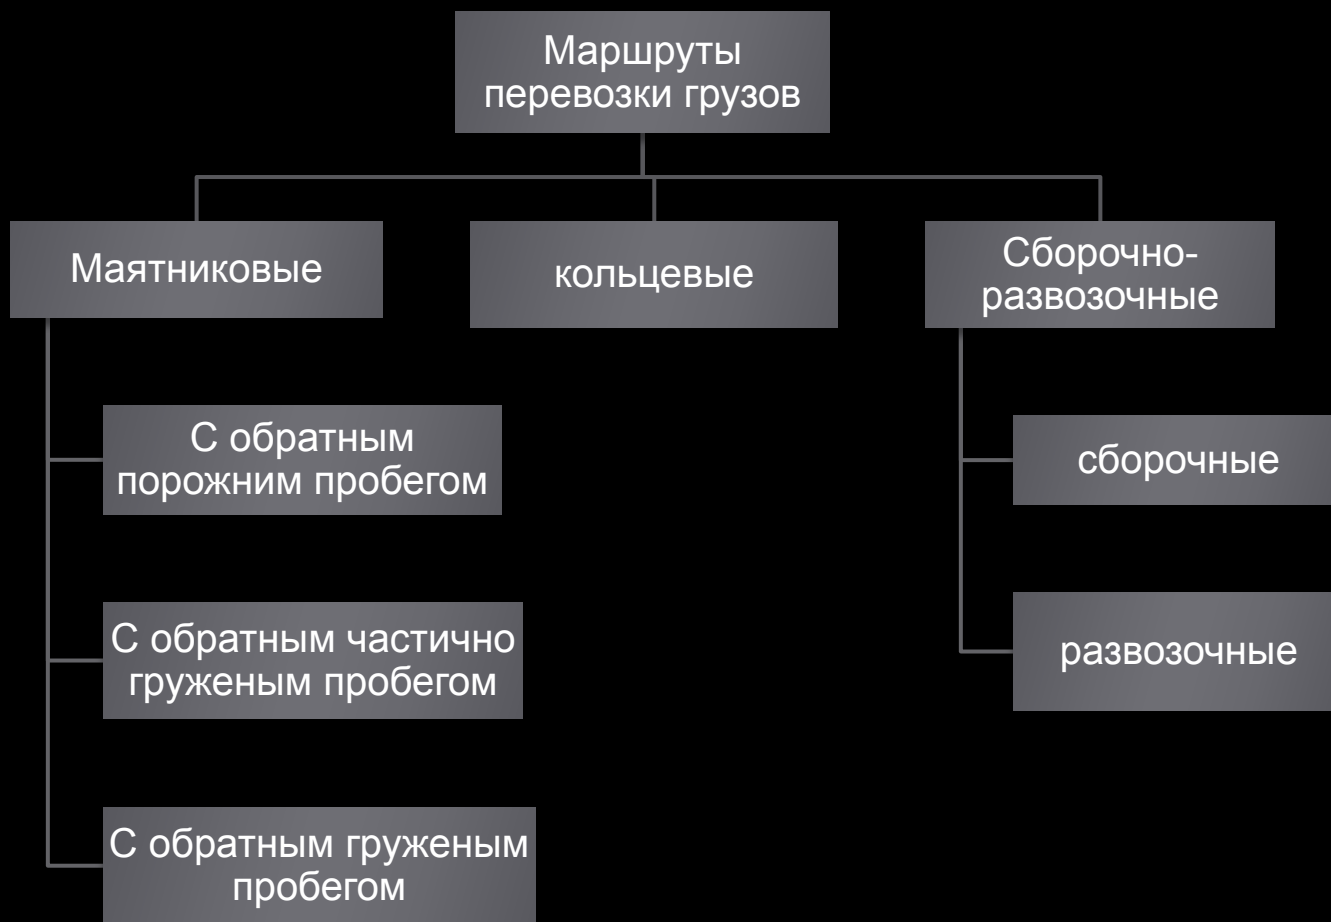 Маршруты
перевозки грузов
Маятниковые
кольцевые
Сборочно-
развозочные
С обратным
порожним пробегом
С обратным частично
груженым пробегом
С обратным груженым
пробегом
сборочные
развозочные